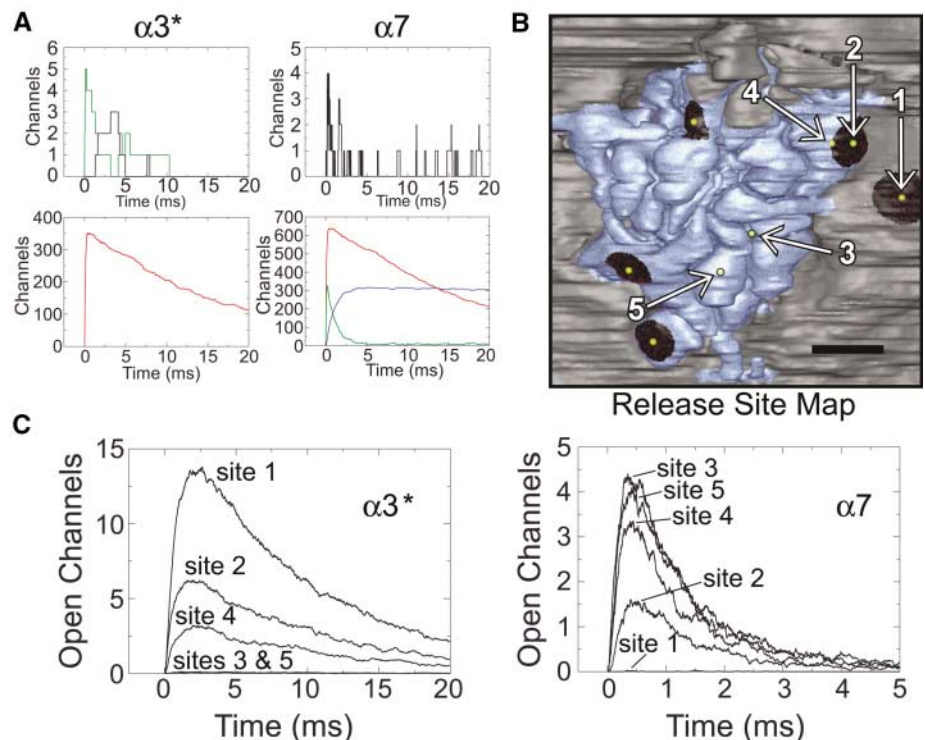 A
α3*
α7
Channels
6
5
4
3
2
1
0
0 5 10 15 20
Time (ms)
Channels
5
4
3
2
1
0
0 5 10 15 20
Time (ms)
Channels
400
350
300
250
200
150
100
50
0
0 5 10 15 20
Time (ms)
Channels
700
600
500
400
300
200
100
0
0 5 10 15 20
Time (ms)
B
2
4
1
3
5
Release Site Map
C
Open Channels
15
10
5
0
site 1
α3*
site 2
site 4
sites 3 & 5
0 5 10 15 20
Time (ms)
Open Channels
5
4
3
2
1
0
site 3
site 5
site 4
α7
site 2
site 1
0 1 2 3 4 5
Time (ms)